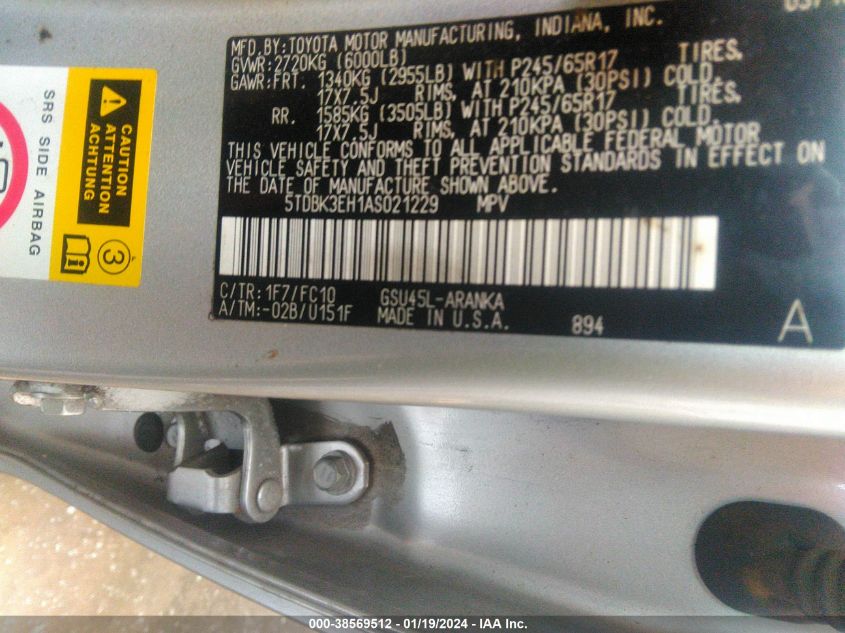 MFD.BY:TOYOTA MOTOR MANUFACTURING, INDIANA, INC.
GVWR:2720KG (6000LB)
GAWR:FRT. 1340KG (2955LB) WITH P245/65R17 TIRES,
17X7.5J RIMS, AT 210KPA (30PSI) COLD.
RR. 1585KG (3505LB) WITH P245/65R17 TIRES,
17X7.5J RIMS, AT 210KPA (30PSI) COLD.
THIS VEHICLE CONFORMS TO ALL APPLICABLE FEDERAL MOTOR
VEHICLE SAFETY AND THEFT PREVENTION STANDARDS IN EFFECT ON
THE DATE OF MANUFACTURE SHOWN ABOVE.
5TDBK3EH1AS021229 MPV
C/TR:1F7/FC10 GSU45L-ARANKA
A/TM:-02B/U151F MADE IN U.S.A. 894
A
SRS SIDE AIRBAG
CAUTION
ATTENTION
ACHTUNG
3
000-38569512 - 01/19/2024 - IAA Inc.